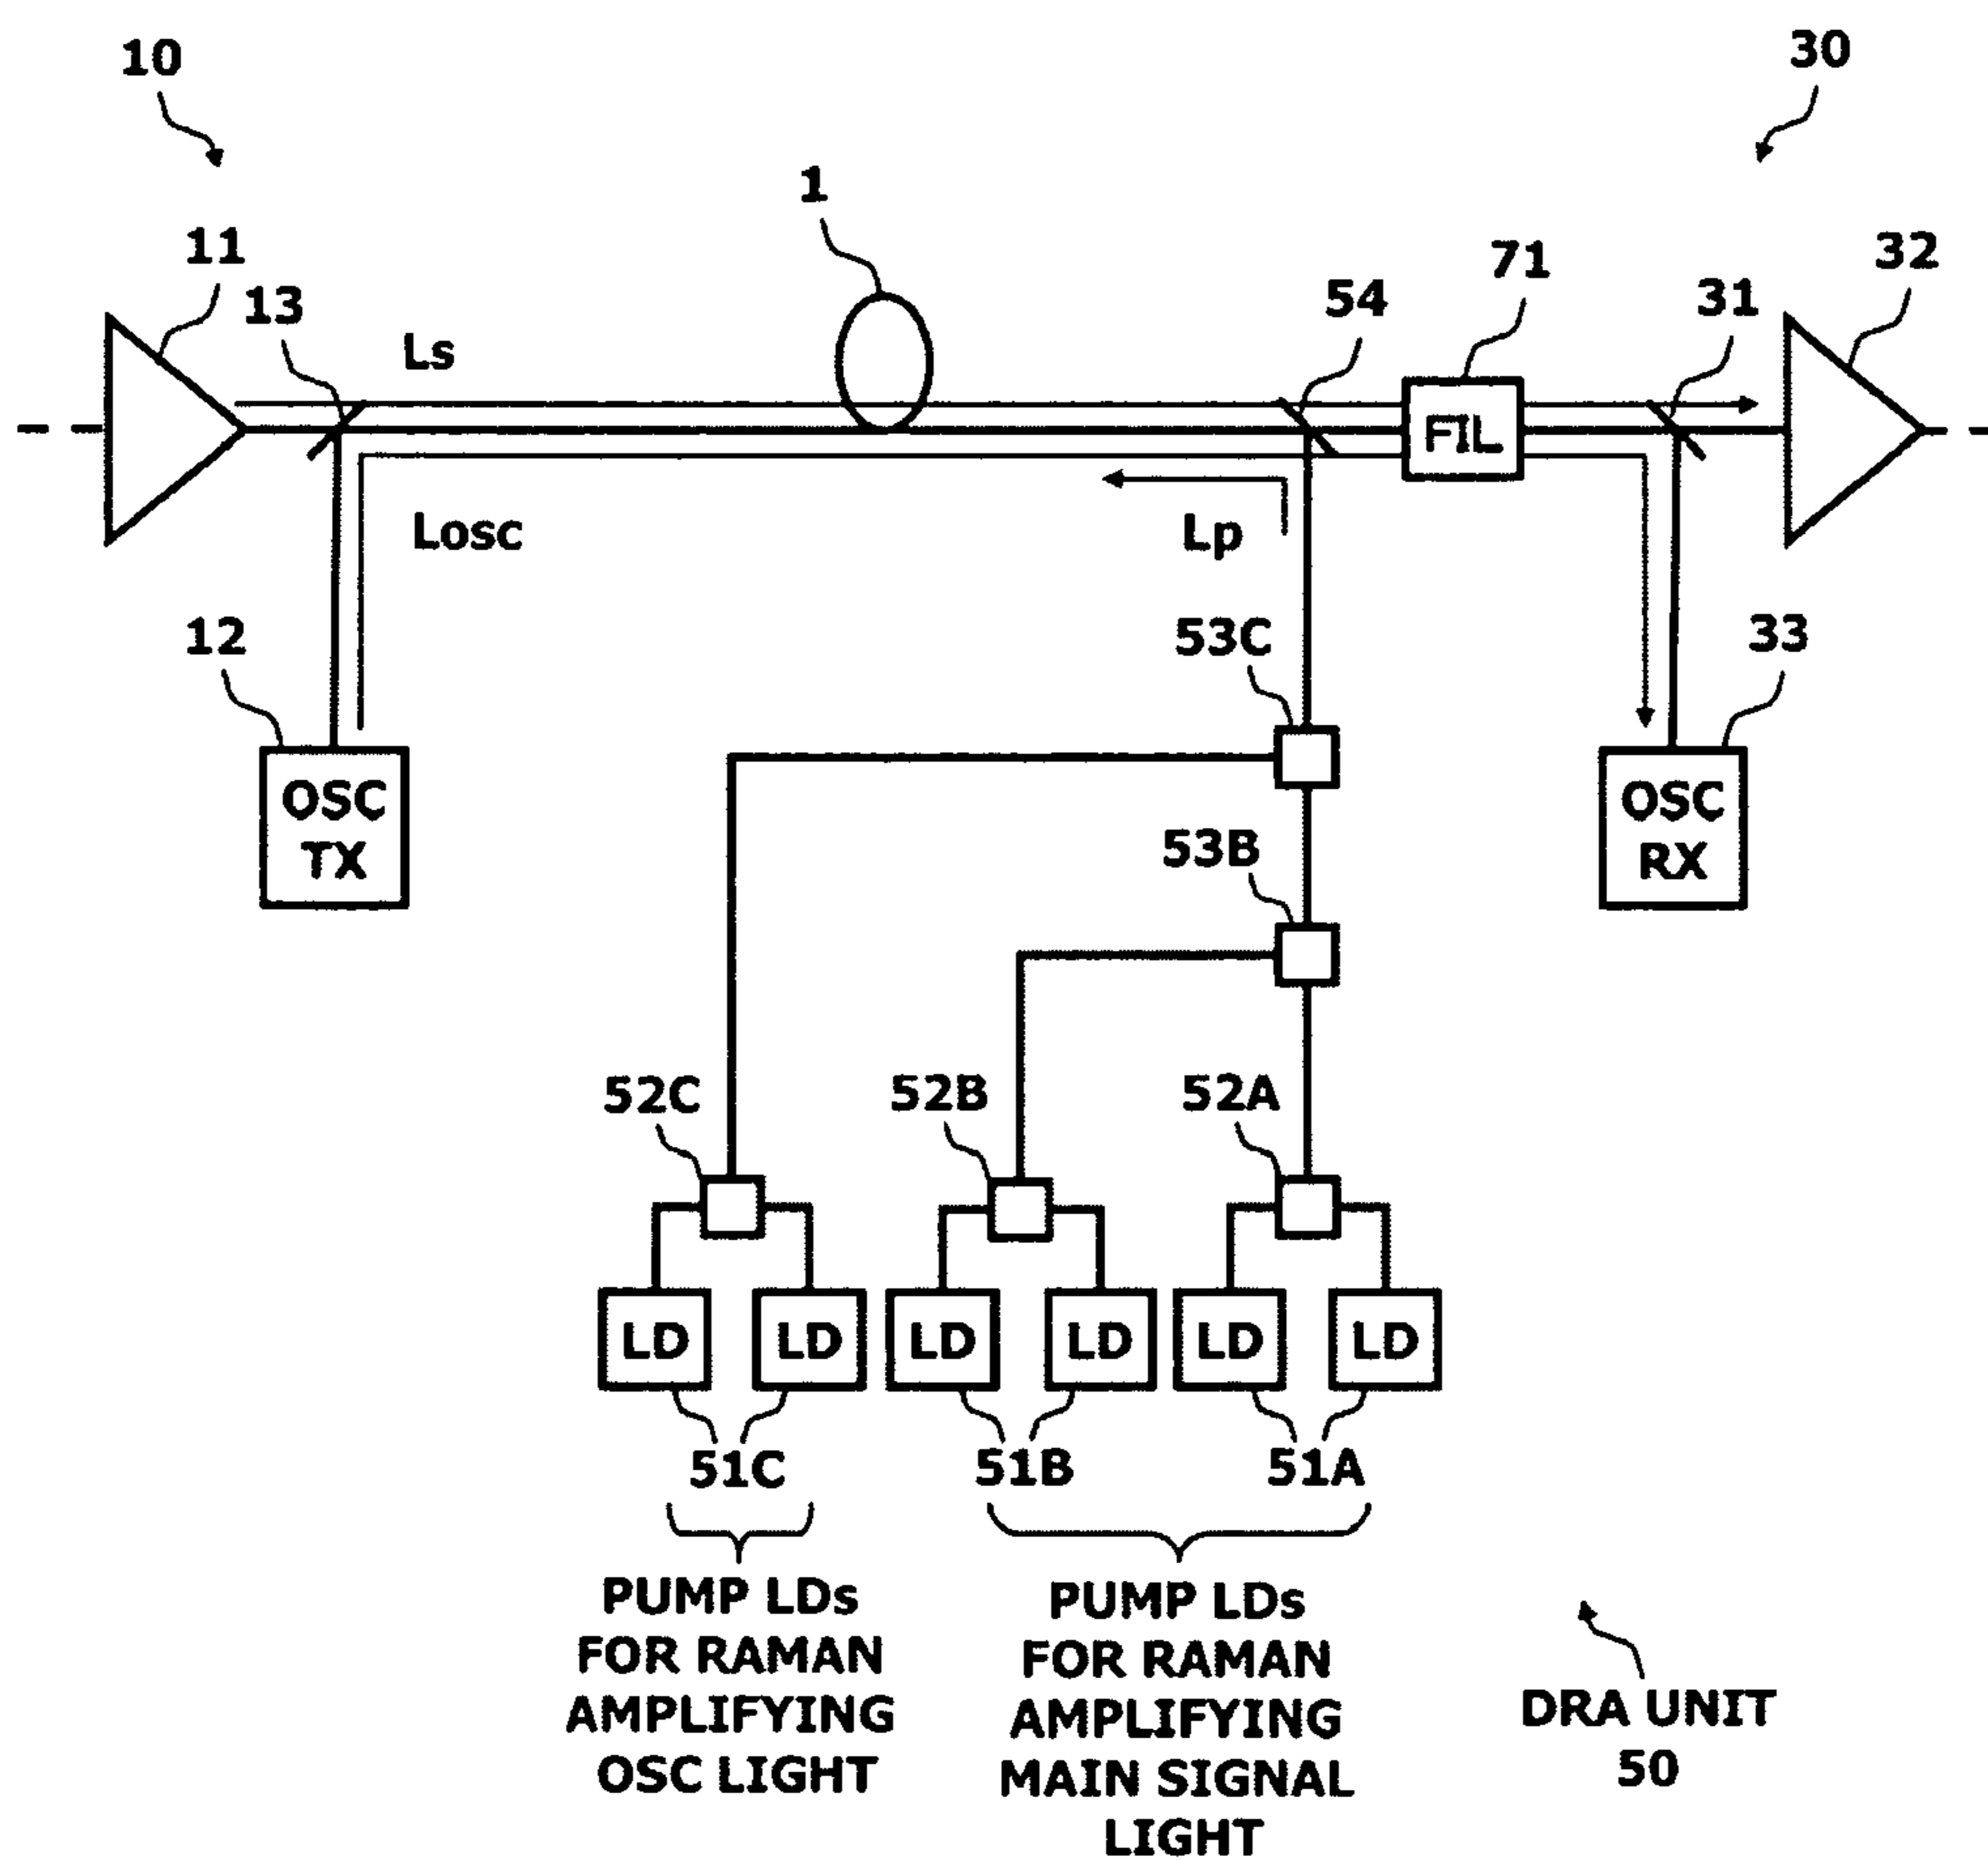 10
30
1
11
13
Ls
54
71
31
32
FIL
Losc
Lp
12
53C
33
OSC
TX
OSC
RX
53B
52C
52B
52A
LD
LD
LD
LD
LD
LD
51C
51B
51A
PUMP LDs
FOR RAMAN
AMPLIFYING
OSC LIGHT
PUMP LDs
FOR RAMAN
AMPLIFYING
MAIN SIGNAL
LIGHT
DRA UNIT
50